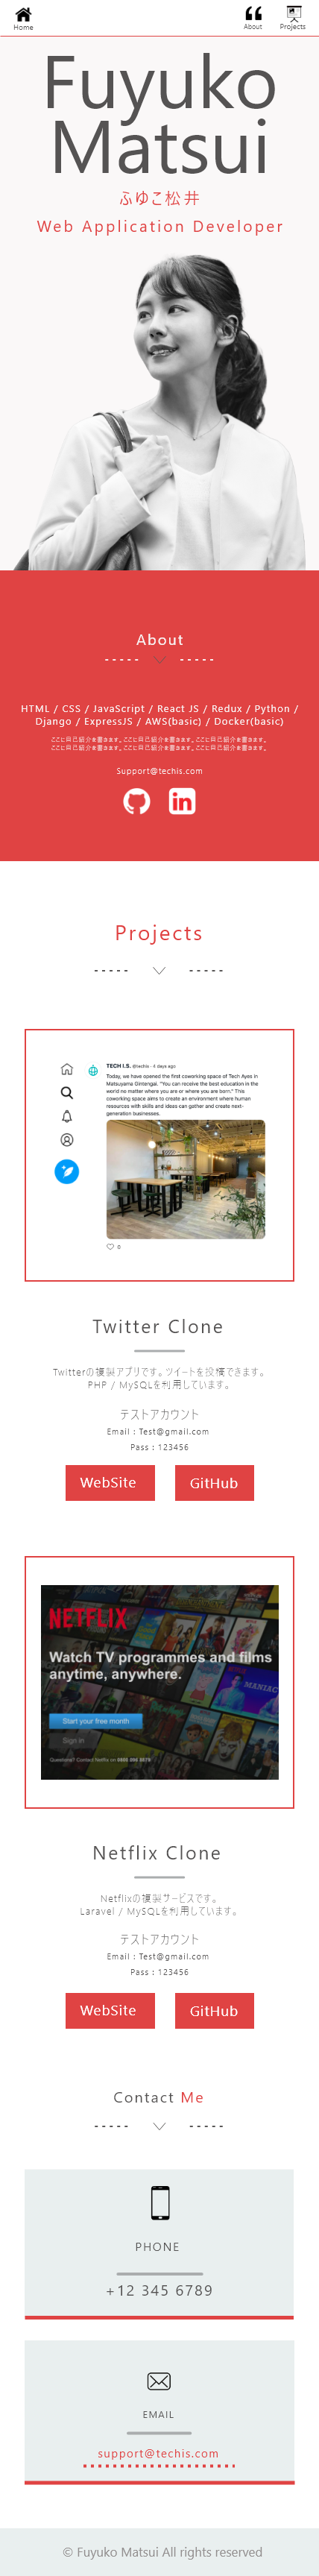 Home
About
Projects
Fuyuko
Matsui
ふゆこ松井
Web Application Developer
About
HTML / CSS / JavaScript / React JS / Redux / Python /
Django / ExpressJS / AWS(basic) / Docker(basic)
ここに自己紹介を書きます。ここに自己紹介を書きます。ここに自己紹介を書きます。
ここに自己紹介を書きます。ここに自己紹介を書きます。ここに自己紹介を書きます。
Support@techis.com
in
Projects
TECH I.S. @techis · 4 days ago
Today, we have opened the first coworking space of Tech Ayes in
Matsuyama Gintengai. "You can receive the best education in the
world no matter where you are or where you are born." This
coworking space aims to create an environment where human
resources with skills and ideas can gather and create next-
generation businesses.
0
Twitter Clone
Twitterの複製アプリです。ツイートを投稿できます。
PHP / MySQLを利用しています。
テストアカウント
Email : Test@gmail.com
Pass : 123456
WebSite
GitHub
NETFLIX
Watch TV programmes and films
anytime, anywhere.
Start your free month
Sign in
Questions? Contact Netflix on
MANIAC
Netflix Clone
Netflixの複製サービスです。
Laravel / MySQLを利用しています。
テストアカウント
Email : Test@gmail.com
Pass : 123456
WebSite
GitHub
Contact Me
PHONE
+12 345 6789
EMAIL
support@techis.com
© Fuyuko Matsui All rights reserved